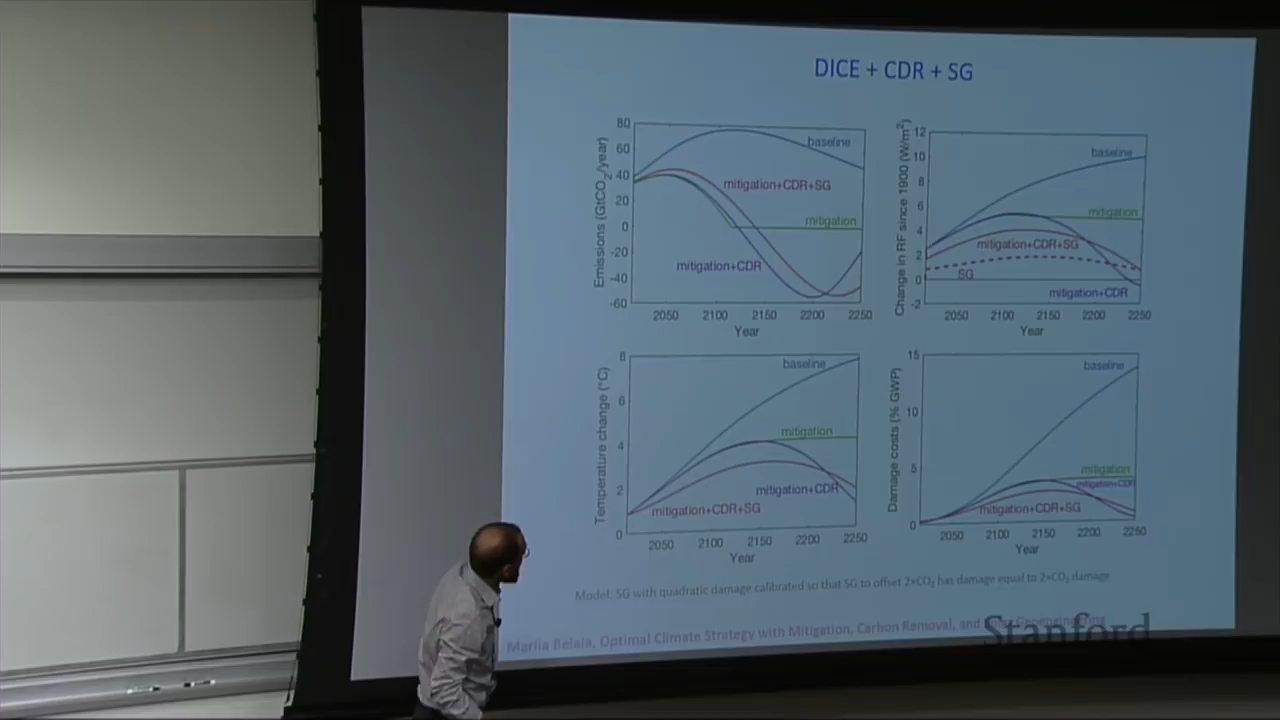 DICE + CDR + SG
Emissions (GtCO2/year)
80
60
40
20
0
-20
-40
-60
baseline
mitigation+CDR+SG
mitigation
mitigation+CDR
2050 2100 2150 2200 2250
Year
Change in RF since 1900 (W/m2)
12
10
8
6
4
2
0
-2
baseline
mitigation
mitigation+CDR+SG
SG
mitigation+CDR
2050 2100 2150 2200 2250
Year
Temperature change (°C)
8
6
4
2
0
baseline
mitigation
mitigation+CDR
mitigation+CDR+SG
2050 2100 2150 2200 2250
Year
Damage costs (% GWP)
15
10
5
0
baseline
mitigation
mitigation+CDR
mitigation+CDR+SG
2050 2100 2150 2200 2250
Year
Model: SG with quadratic damage calibrated so that SG to offset 2×CO2 has damage equal to 2×CO2 damage
Mariia Belaia, Optimal Climate Strategy with Mitigation, Carbon Removal, and Solar Geoengineering
Stanford